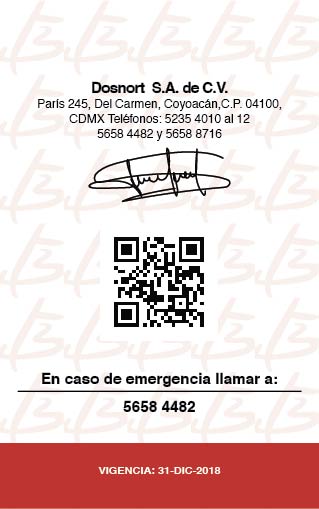 Dosnort S.A. de C.V.
París 245, Del Carmen, Coyoacán,C.P. 04100,
CDMX Teléfonos: 5235 4010 al 12
5658 4482 y 5658 8716
En caso de emergencia llamar a:
5658 4482
VIGENCIA: 31-DIC-2018